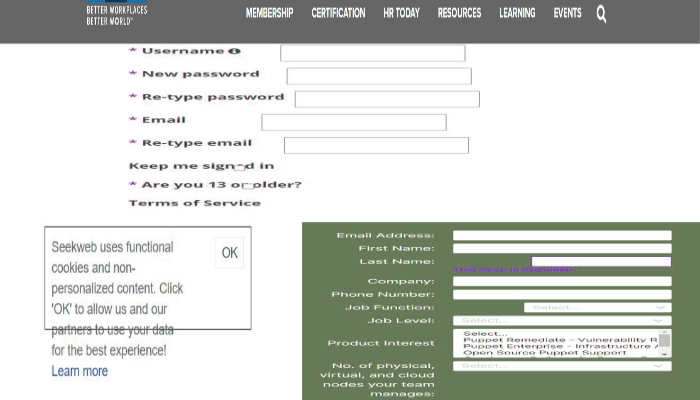 BETTER WORKPLACES
BETTER WORLD®
MEMBERSHIP CERTIFICATION HR TODAY RESOURCES LEARNING EVENTS
* Username
* New password
* Re-type password
* Email
* Re-type email
Keep me signed in
* Are you 13 or older?
Terms of Service
Seekweb uses functional
cookies and non-
personalized content. Click
'OK' to allow us and our
partners to use your data
for the best experience!
Learn more
OK
Email Address:
First Name:
Last Name:
THIS FIELD IS REQUIRED
Company:
Phone Number:
Job Function: Select...
Job Level: Select...
Product Interest
Select...
Puppet Remediate - Vulnerability R
Puppet Enterprise - Infrastructure A
Open Source Puppet Support
No. of physical,
virtual, and cloud
nodes your team
manages:
Select...